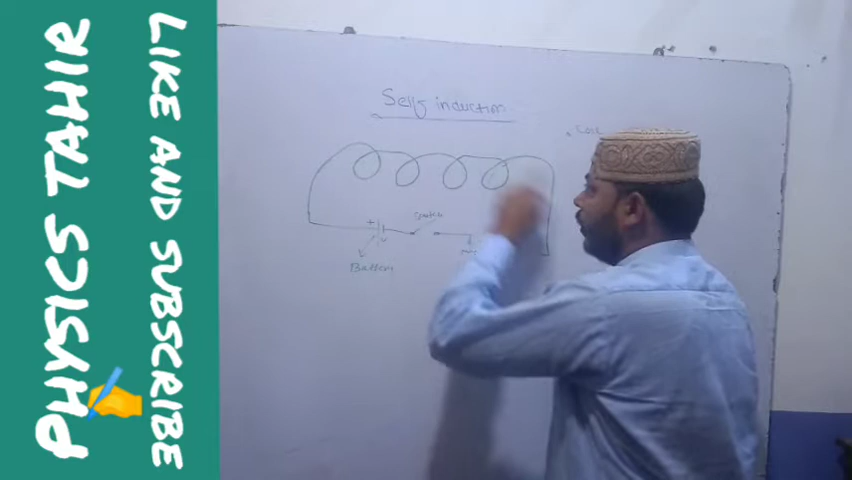 PHYSICS TAHIR
LIKE AND SUBSCRIBE
Self induction
Coil
+
Switch
Battery